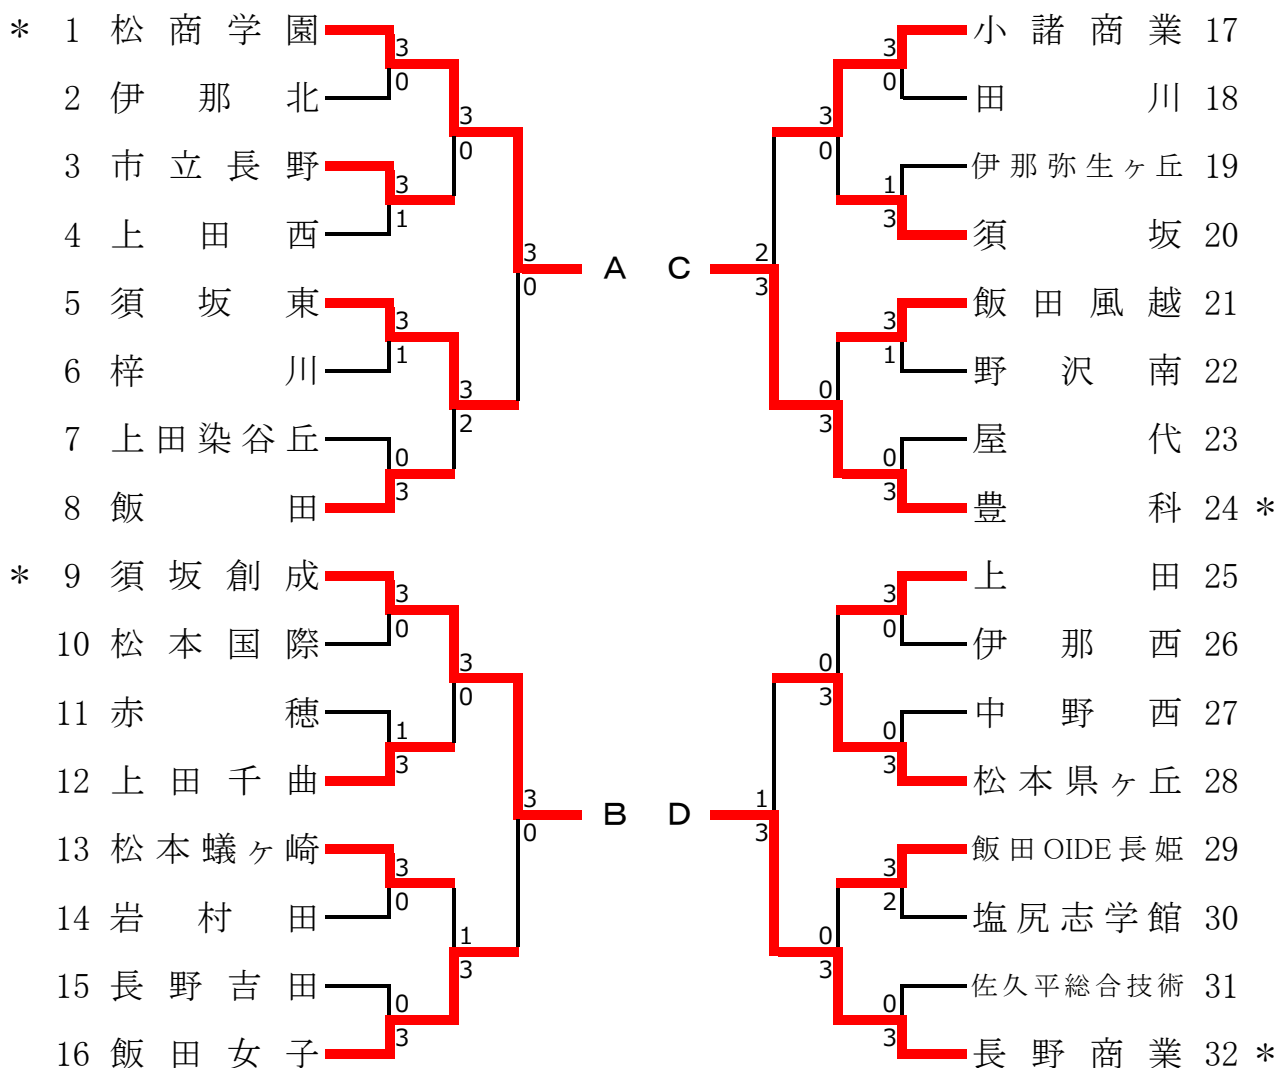 * 1 松商学園
2 伊那北
3 市立長野
4 上田西
5 須坂東
6 梓川
7 上田染谷丘
8 飯田
3
0
3
1
3
1
0
3
3
0
3
2
3
0
A
* 9 須坂創成
10 松本国際
11 赤穂
12 上田千曲
13 松本蟻ヶ崎
14 岩村田
15 長野吉田
16 飯田女子
3
0
1
3
3
0
0
3
3
0
1
3
3
0
B
小諸商業 17
田川 18
伊那弥生ヶ丘 19
須坂 20
飯田風越 21
野沢南 22
屋代 23
豊科 24 *
3
0
1
3
3
1
0
3
3
0
0
3
2
3
C
上田 25
伊那西 26
中野西 27
松本県ヶ丘 28
飯田OIDE長姫 29
塩尻志学館 30
佐久平総合技術 31
長野商業 32 *
3
0
0
3
3
2
0
3
0
3
0
3
1
3
D